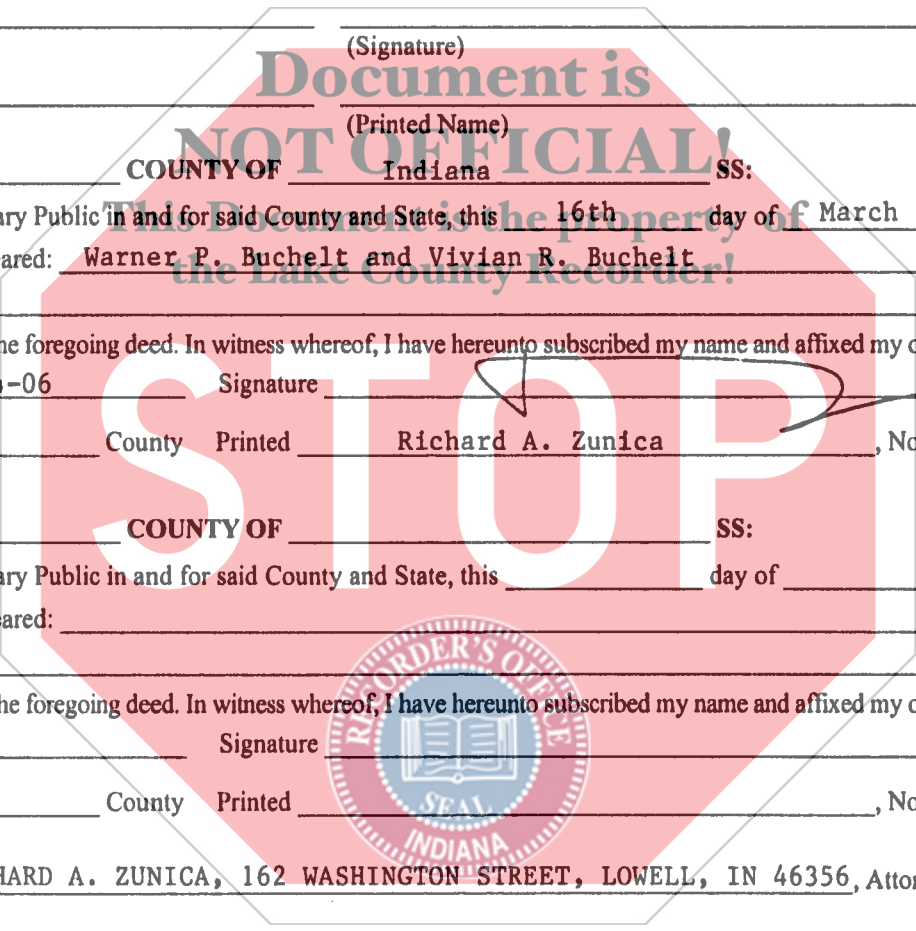 (Signature)
Document is
(Printed Name)
NOT OFFICIAL!
COUNTY OF Indiana SS:
ary Public in and for said County and State, this 16th day of March
This Document is the property of
ared: Warner P. Buchelt and Vivian R. Buchelt
the Lake County Recorder!
he foregoing deed. In witness whereof, I have hereunto subscribed my name and affixed my o
-06 Signature
County Printed Richard A. Zunica , No
STOP
COUNTY OF SS:
ary Public in and for said County and State, this day of
ared:
RECORDER'S OFFICE
he foregoing deed. In witness whereof, I have hereunto subscribed my name and affixed my o
Signature
County Printed , No
SEAL
INDIANA
HARD A. ZUNICA, 162 WASHINGTON STREET, LOWELL, IN 46356, Attor